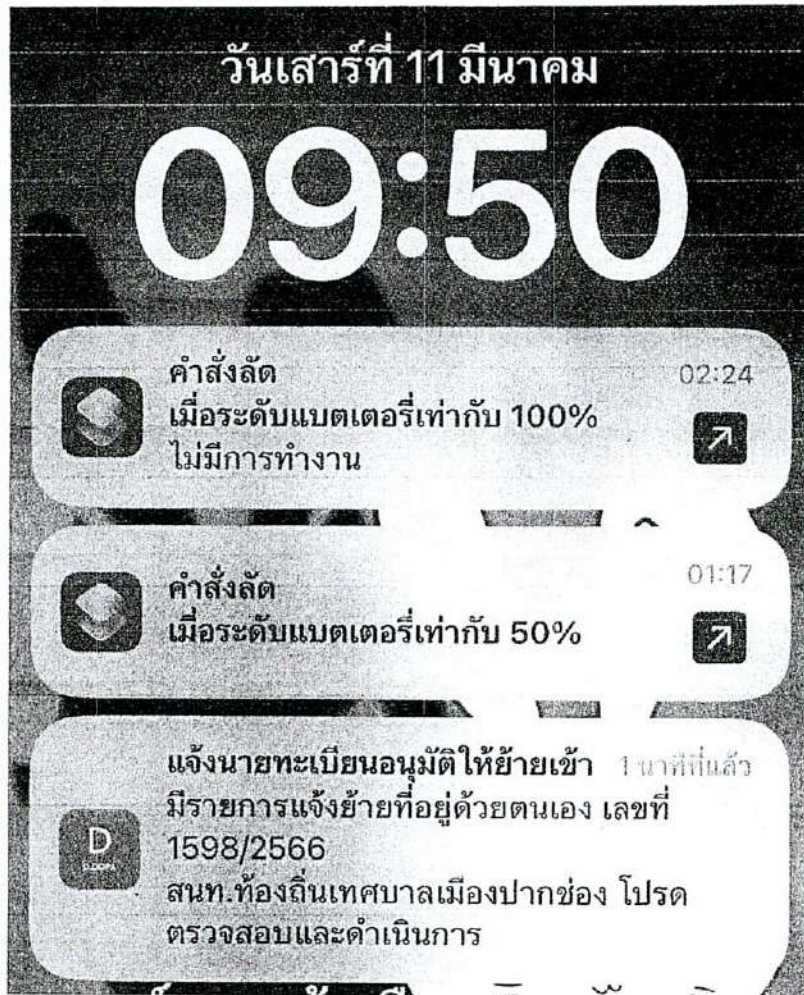 วันเสาร์ที่ 11 มีนาคม
09:50
คำสั่งลัด 02:24
เมื่อระดับแบตเตอรี่เท่ากับ 100%
ไม่มีการทำงาน
คำสั่งลัด 01:17
เมื่อระดับแบตเตอรี่เท่ากับ 50%
แจ้งนายทะเบียนอนุมัติให้ย้ายเข้า 1 นาทีที่แล้ว
มีรายการแจ้งย้ายที่อยู่ด้วยตนเอง เลขที่
D
1598/2566
สนท.ท้องถิ่นเทศบาลเมืองปากช่อง โปรด
ตรวจสอบและดำเนินการ